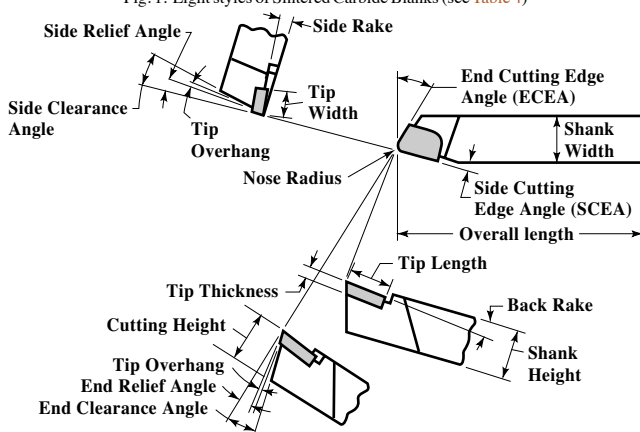 Fig. 1. Eight styles of Sintered Carbide Blanks (see Table 4)
Side Rake
Side Relief Angle
Side Clearance
Angle
Tip
Overhang
Tip
Width
End Cutting Edge
Angle (ECEA)
Shank
Width
Nose Radius
Side Cutting
Edge Angle (SCEA)
Overall length
Tip Length
Tip Thickness
Back Rake
Cutting Height
Shank
Height
Tip Overhang
End Relief Angle
End Clearance Angle